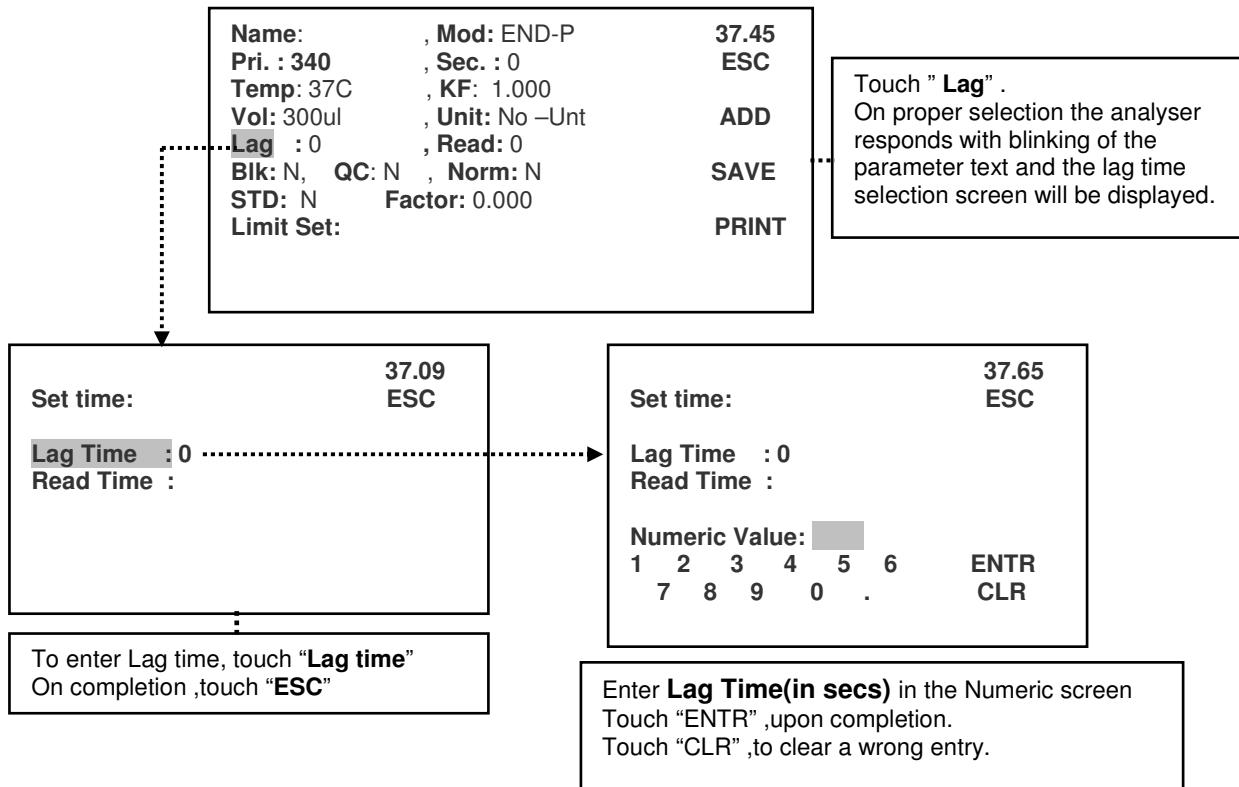 Name: , Mod: END-P 37.45
Pri. : 340 , Sec. : 0 ESC
Temp: 37C , KF: 1.000
Vol: 300ul , Unit: No –Unt ADD
Lag : 0 , Read: 0
Blk: N, QC: N , Norm: N SAVE
STD: N Factor: 0.000
Limit Set: PRINT
Touch ” Lag” .
On proper selection the analyser
responds with blinking of the
parameter text and the lag time
selection screen will be displayed.
37.09
Set time: ESC
Lag Time : 0
Read Time :
To enter Lag time, touch “Lag time”
On completion ,touch “ESC”
37.65
Set time: ESC
Lag Time : 0
Read Time :
Numeric Value:
1 2 3 4 5 6 ENTR
7 8 9 0 . CLR
Enter Lag Time(in secs) in the Numeric screen
Touch “ENTR” ,upon completion.
Touch “CLR” ,to clear a wrong entry.